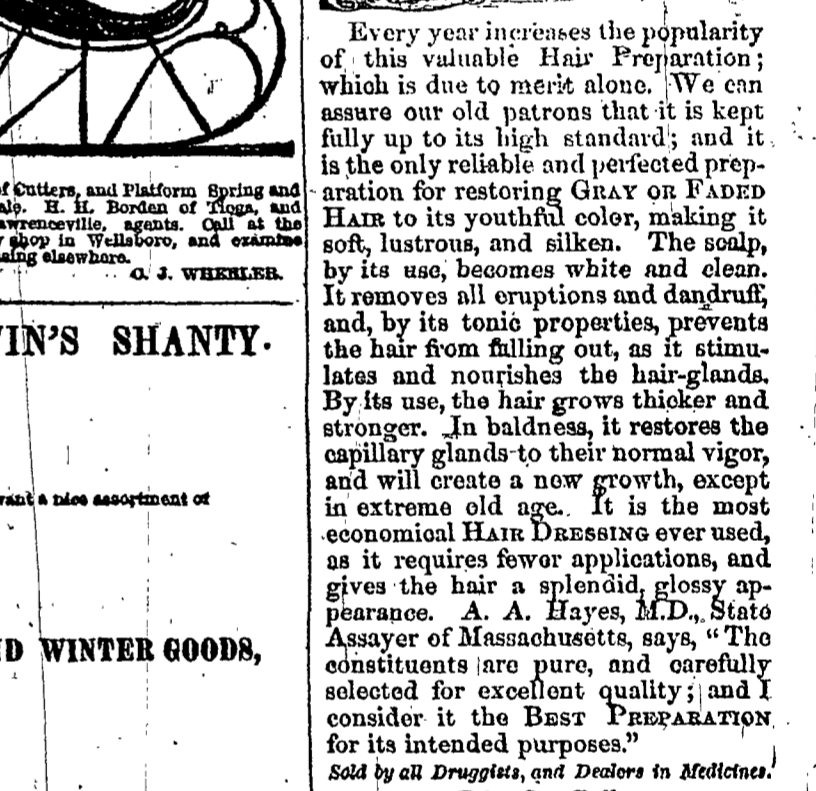 of Cutters, and Platform Spring and
H. H. Borden of Tioga, and
agents. Call at the
shop in Wellsboro, and examine
elsewhere.
O. J. WHEELER.
SHANTY.
want a nice assortment of
WINTER GOODS,
Every year increases the popularity
of this valuable Hair Preparation;
which is due to merit alone. We can
assure our old patrons that it is kept
fully up to its high standard; and it
is the only reliable and perfected prep-
aration for restoring GRAY OR FADED
HAIR to its youthful color, making it
soft, lustrous, and silken. The scalp,
by its use, becomes white and clean.
It removes all eruptions and dandruff,
and, by its tonic properties, prevents
the hair from falling out, as it stimu-
lates and nourishes the hair-glands.
By its use, the hair grows thicker and
stronger. In baldness, it restores the
capillary glands to their normal vigor,
and will create a new growth, except
in extreme old age. It is the most
economical HAIR DRESSING ever used,
as it requires fewer applications, and
gives the hair a splendid, glossy ap-
pearance. A. A. Hayes, M.D., State
Assayer of Massachusetts, says, “The
constituents are pure, and carefully
selected for excellent quality; and I
consider it the BEST PREPARATION
for its intended purposes.”
Sold by all Druggists, and Dealers in Medicines.